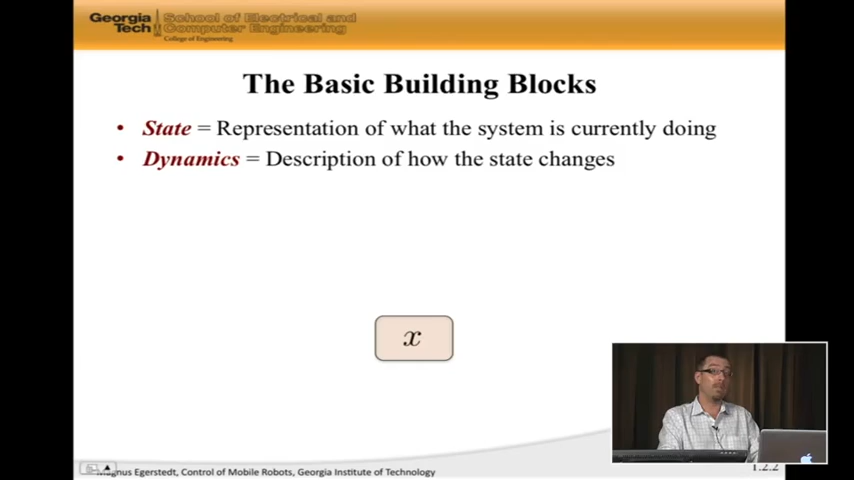 Georgia Tech
School of Electrical and Computer Engineering
College of Engineering
The Basic Building Blocks
• State = Representation of what the system is currently doing
• Dynamics = Description of how the state changes
x
Magnus Egerstedt, Control of Mobile Robots, Georgia Institute of Technology
1.2.2